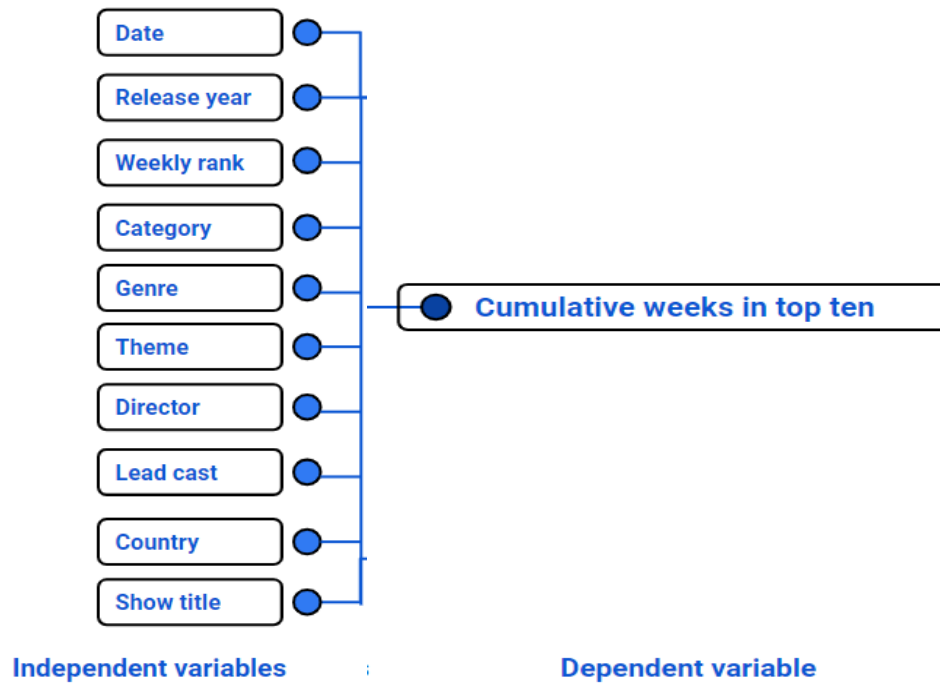 Date
Release year
Weekly rank
Category
Genre
Cumulative weeks in top ten
Theme
Director
Lead cast
Country
Show title
Independent variables
Dependent variable